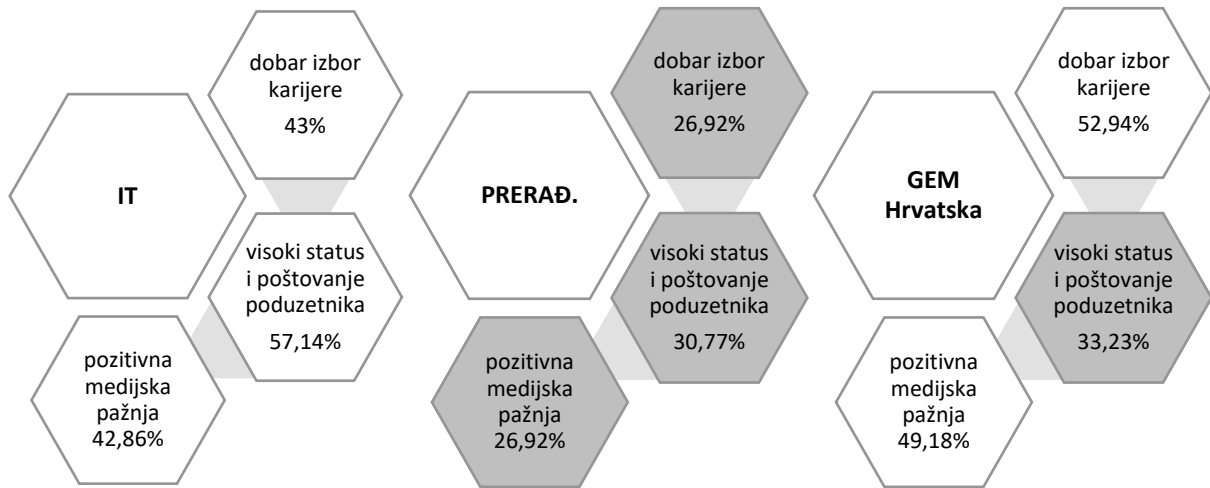 IT
dobar izbor
karijere
43%
visoki status
i poštovanje
poduzetnika
57,14%
pozitivna
medijska
pažnja
42,86%
PRERAĐ.
dobar izbor
karijere
26,92%
visoki status
i poštovanje
poduzetnika
30,77%
pozitivna
medijska
pažnja
26,92%
GEM
Hrvatska
dobar izbor
karijere
52,94%
visoki status
i poštovanje
poduzetnika
33,23%
pozitivna
medijska
pažnja
49,18%